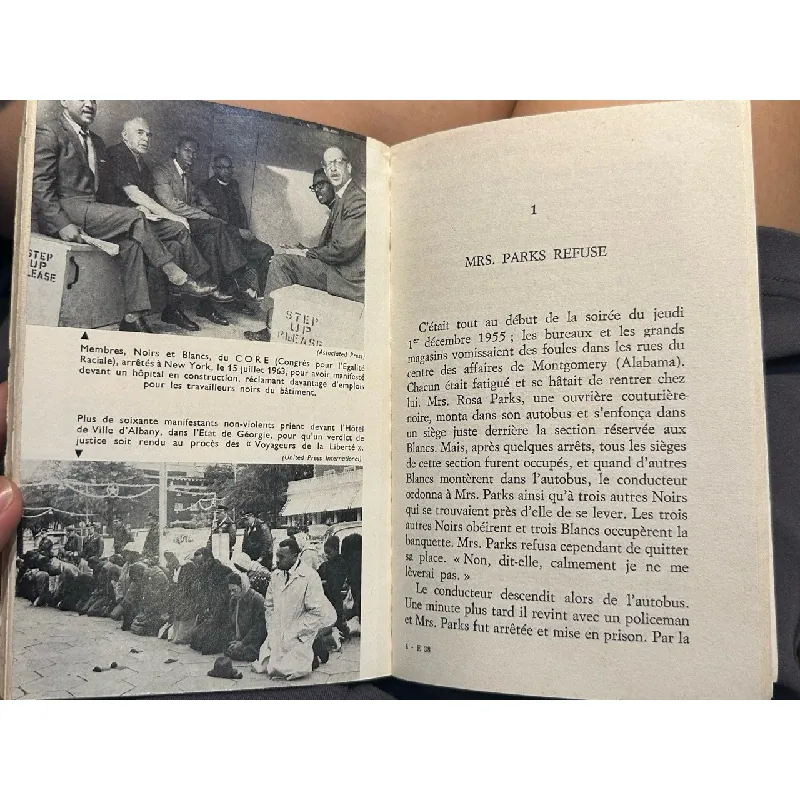 STEP
UP
PLEASE
STEP
UP
PLEASE
(Associated Press)
Membres, Noirs et Blancs, du CORE (Congrès pour l'Egalité
Raciale), arrêtés à New York, le 15 juillet 1963, pour avoir manifesté
devant un hôpital en construction, réclamant davantage d'emplois
pour les travailleurs noirs du bâtiment.
Plus de soixante manifestants non-violents prient devant l'Hôtel
de Ville d'Albany, dans l'Etat de Géorgie, pour qu'un verdict de
justice soit rendu au procès des « Voyageurs de la Liberté ».
(United Press International)
1
MRS. PARKS REFUSE
C'était tout au début de la soirée du jeudi
1er décembre 1955 ; les bureaux et les grands
magasins vomissaient des foules dans les rues du
centre des affaires de Montgomery (Alabama).
Chacun était fatigué et se hâtait de rentrer chez
lui. Mrs. Rosa Parks, une ouvrière couturière
noire, monta dans son autobus et s'enfonça dans
un siège juste derrière la section réservée aux
Blancs. Mais, après quelques arrêts, tous les sièges
de cette section furent occupés, et quand d'autres
Blancs montèrent dans l'autobus, le conducteur
ordonna à Mrs. Parks ainsi qu'à trois autres Noirs
qui se trouvaient près d'elle de se lever. Les trois
autres Noirs obéirent et trois Blancs occupèrent la
banquette. Mrs. Parks refusa cependant de quitter
sa place. « Non, dit-elle, calmement je ne me
lèverai pas. »
Le conducteur descendit alors de l'autobus.
Une minute plus tard il revint avec un policeman
et Mrs. Parks fut arrêtée et mise en prison. Par la